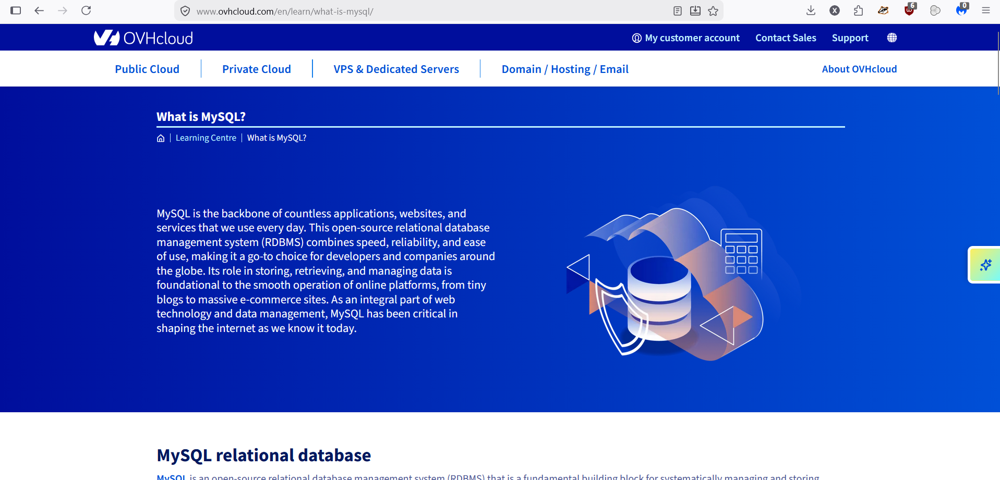 www.ovhcloud.com/en/learn/what-is-mysql/
6
0
OVHcloud
My customer account
Contact Sales
Support
Public Cloud
Private Cloud
VPS & Dedicated Servers
Domain / Hosting / Email
About OVHcloud
What is MySQL?
Learning Centre
What is MySQL?
MySQL is the backbone of countless applications, websites, and
services that we use every day. This open-source relational database
management system (RDBMS) combines speed, reliability, and ease
of use, making it a go-to choice for developers and companies around
the globe. Its role in storing, retrieving, and managing data is
foundational to the smooth operation of online platforms, from tiny
blogs to massive e-commerce sites. As an integral part of web
technology and data management, MySQL has been critical in
shaping the internet as we know it today.
MySQL relational database
MySQL is an open-source relational database management system (RDBMS) that is a fundamental building block for systematically managing and storing